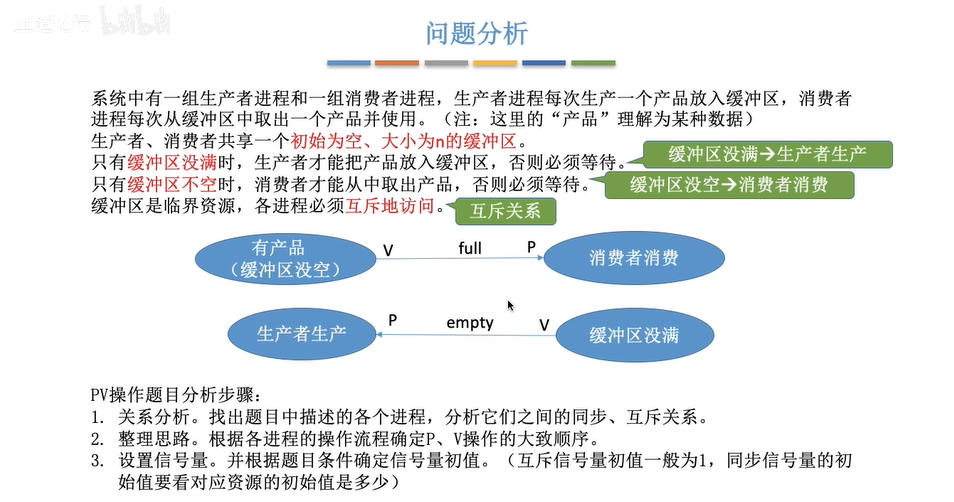 王道论坛 bilibili
问题分析
系统中有一组生产者进程和一组消费者进程，生产者进程每次生产一个产品放入缓冲区，消费者
进程每次从缓冲区中取出一个产品并使用。（注：这里的“产品”理解为某种数据）
生产者、消费者共享一个初始为空、大小为n的缓冲区。
只有缓冲区没满时，生产者才能把产品放入缓冲区，否则必须等待。
缓冲区没满→生产者生产
只有缓冲区不空时，消费者才能从中取出产品，否则必须等待。
缓冲区没空→消费者消费
缓冲区是临界资源，各进程必须互斥地访问。
互斥关系
有产品
（缓冲区没空）
V
full
P
消费者消费
生产者生产
P
empty
V
缓冲区没满
PV操作题目分析步骤：
1. 关系分析。找出题目中描述的各个进程，分析它们之间的同步、互斥关系。
2. 整理思路。根据各进程的操作流程确定P、V操作的大致顺序。
3. 设置信号量。并根据题目条件确定信号量初值。（互斥信号量初值一般为1，同步信号量的初
始值要看对应资源的初始值是多少）